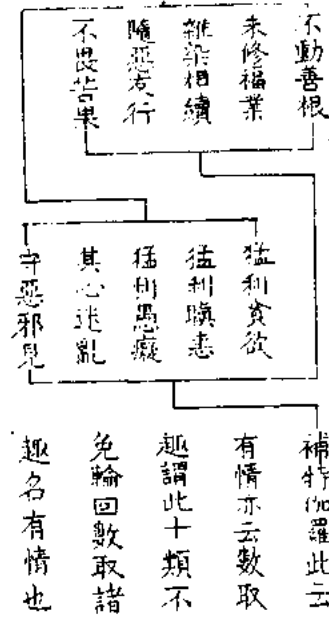 不動善根
未修福業
雜染相續
隨惡友行
不畏苦果
猛利貪欲
猛利瞋恚
猛利愚癡
其心迷亂
守惡邪見
補特伽羅此云
有情亦云數取
趣謂此十類不
免輪回數取諸
趣名有情也